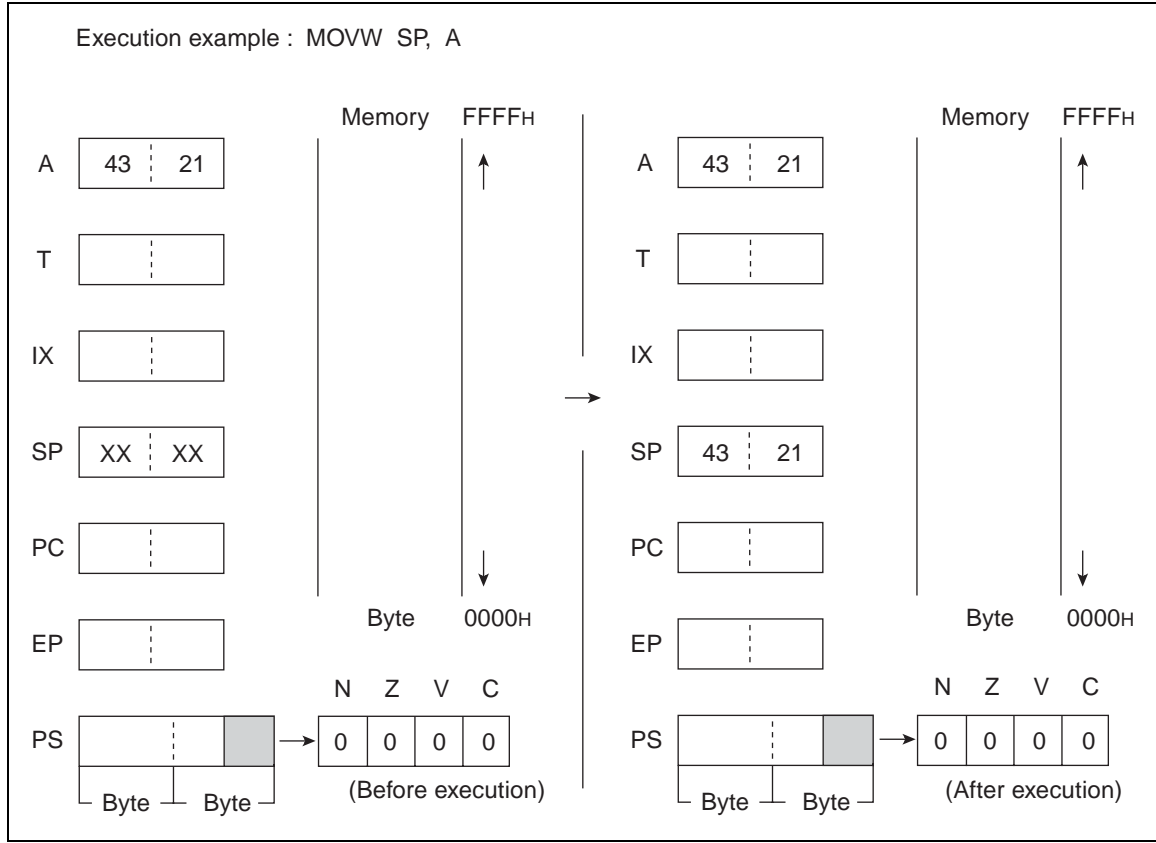 Execution example : MOVW SP, A
Memory FFFFH
A 43 21
T
IX
SP XX XX
PC
Byte 0000H
EP
N Z V C
PS 0 0 0 0
Byte Byte (Before execution)
Memory FFFFH
A 43 21
T
IX
SP 43 21
PC
Byte 0000H
EP
N Z V C
PS 0 0 0 0
Byte Byte (After execution)